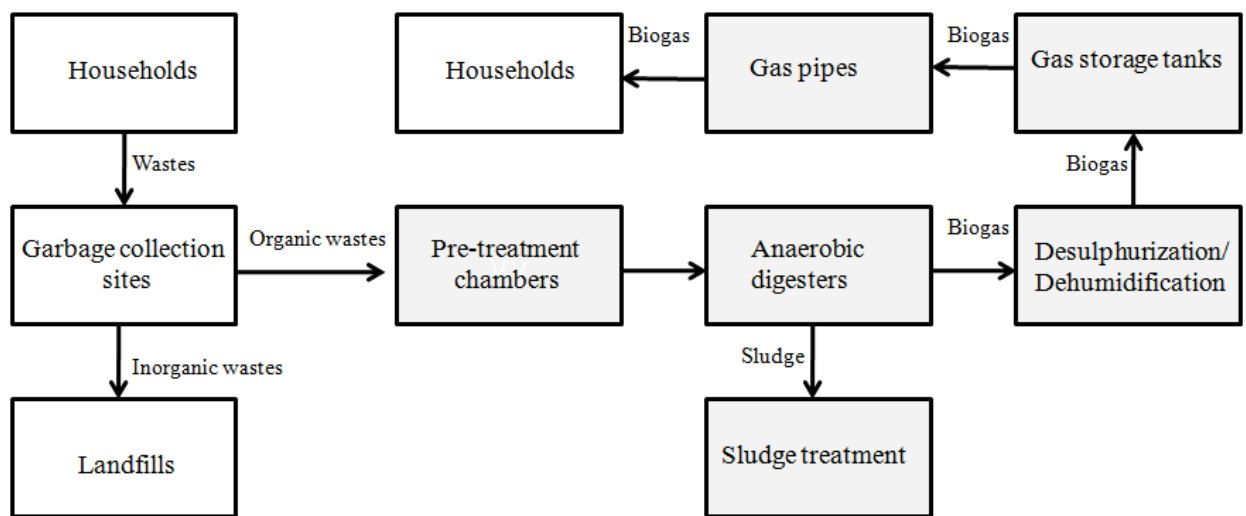 Households
Households
Biogas
Gas pipes
Biogas
Gas storage tanks
Wastes
Biogas
Garbage collection
sites
Organic wastes
Pre-treatment
chambers
Anaerobic
digesters
Biogas
Desulphurization/
Dehumidification
Inorganic wastes
Sludge
Landfills
Sludge treatment